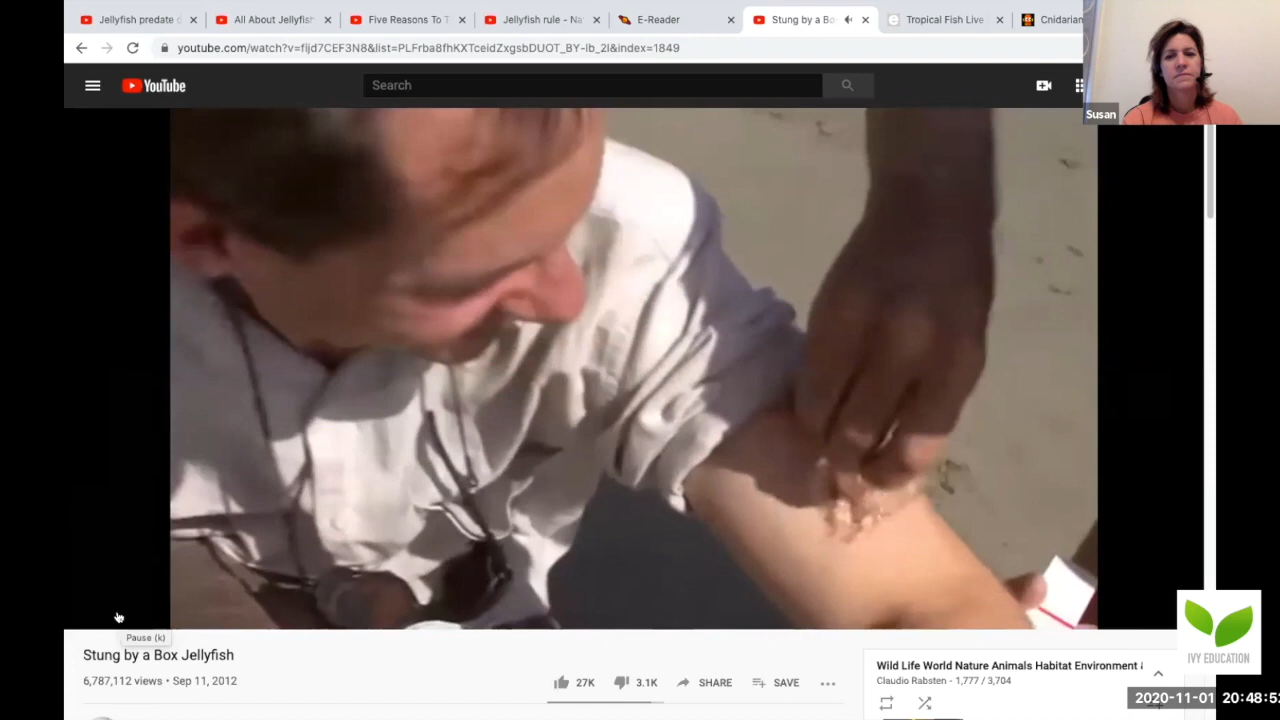 Jellyfish predate
All About Jellyfish
Five Reasons To T
Jellyfish rule - Na
E-Reader
Stung by a Bo
Tropical Fish Live
Cnidarian
youtube.com/watch?v=fijd7CEF3N8&list=PLFrba8fhKXTceidZxgsbDUOT_BY-lb_2l&index=1849
YouTube
Search
Susan
Pause (k)
Stung by a Box Jellyfish
6,787,112 views • Sep 11, 2012
27K
3.1K
SHARE
SAVE
Wild Life World Nature Animals Habitat Environment
Claudio Rabsten - 1,777 / 3,704
IVY EDUCATION
2020-11-01 20:48:5